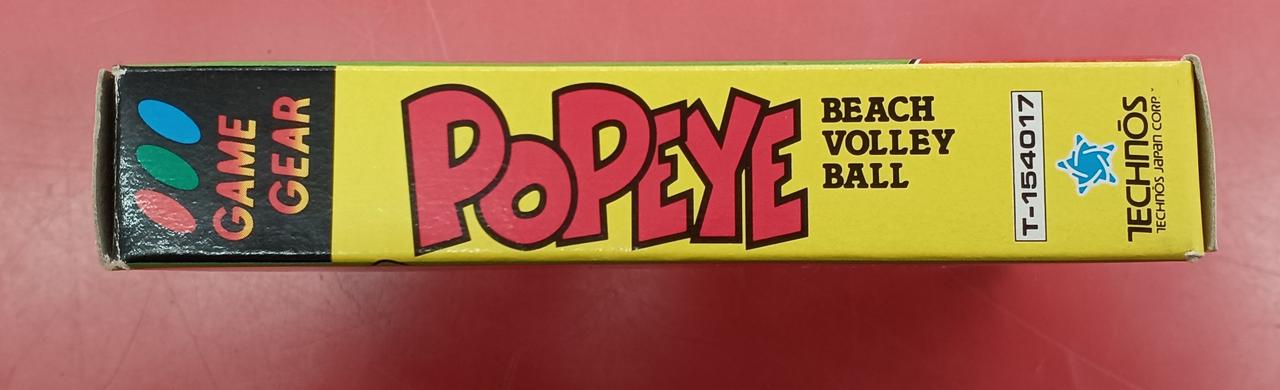 GAME
GEAR
POPEYE
BEACH
VOLLEY
BALL
T-154017
TECHNŌS
TECHNŌS JAPAN CORP.